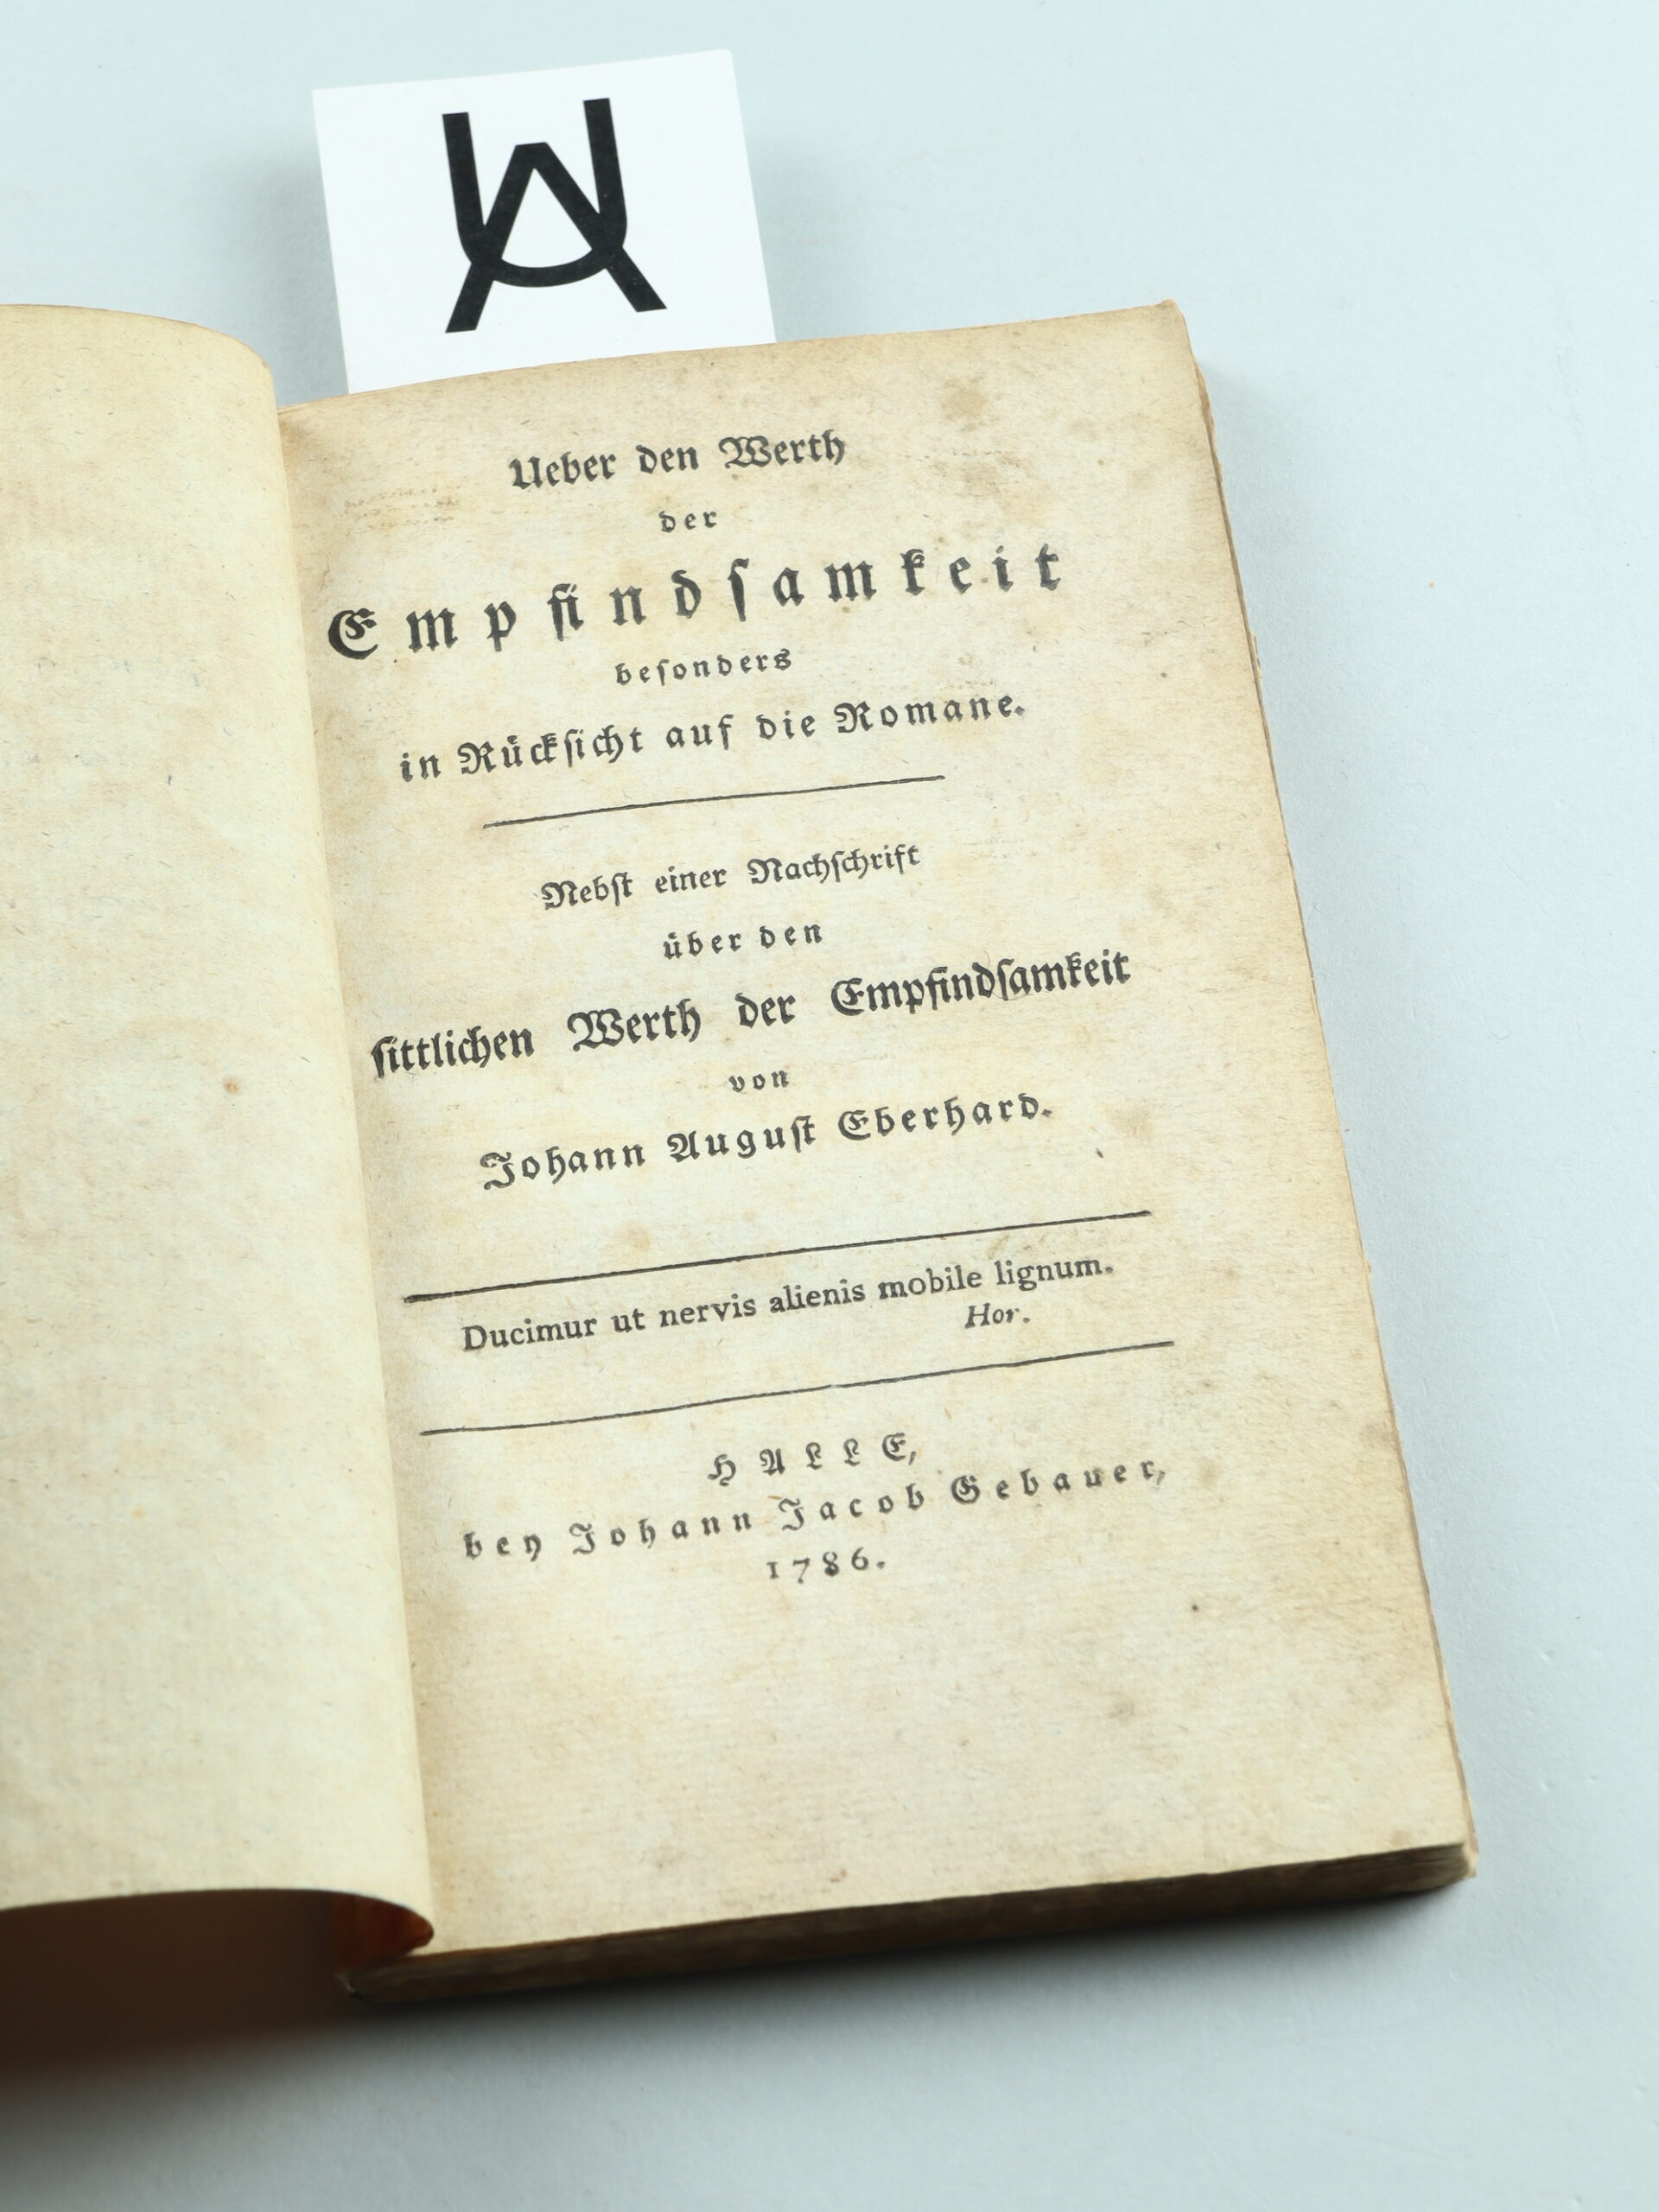 Ueber den Werth
der
Empfindſamkeit
beſonders
in Rückſicht auf die Romane.
Nebſt einer Nachſchrift
über den
ſittlichen Werth der Empfindſamkeit
von
Johann Auguſt Eberhard.
Ducimur ut nervis alienis mobile lignum.
Hor.
HALLE,
bey Johann Jacob Gebauer,
1786.